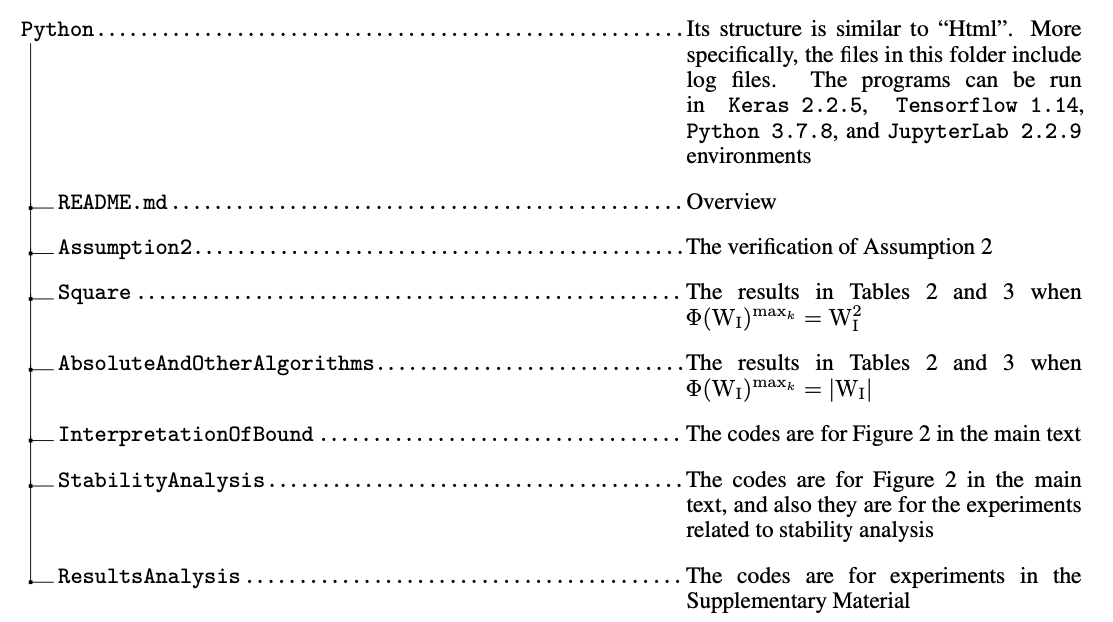 Python.......................................................Its structure is similar to “Html”. More
specifically, the files in this folder include
log files. The programs can be run
in Keras 2.2.5, Tensorflow 1.14,
Python 3.7.8, and JupyterLab 2.2.9
environments
README.md................................................Overview
Assumption2..............................................The verification of Assumption 2
Square...................................................The results in Tables 2 and 3 when
Φ(W_I)^{max_k} = W_I^2
AbsoluteAndOtherAlgorithms.............................The results in Tables 2 and 3 when
Φ(W_I)^{max_k} = |W_I|
InterpretationOfBound..................................The codes are for Figure 2 in the main text
StabilityAnalysis.......................................The codes are for Figure 2 in the main
text, and also they are for the experiments
related to stability analysis
ResultsAnalysis.........................................The codes are for experiments in the
Supplementary Material